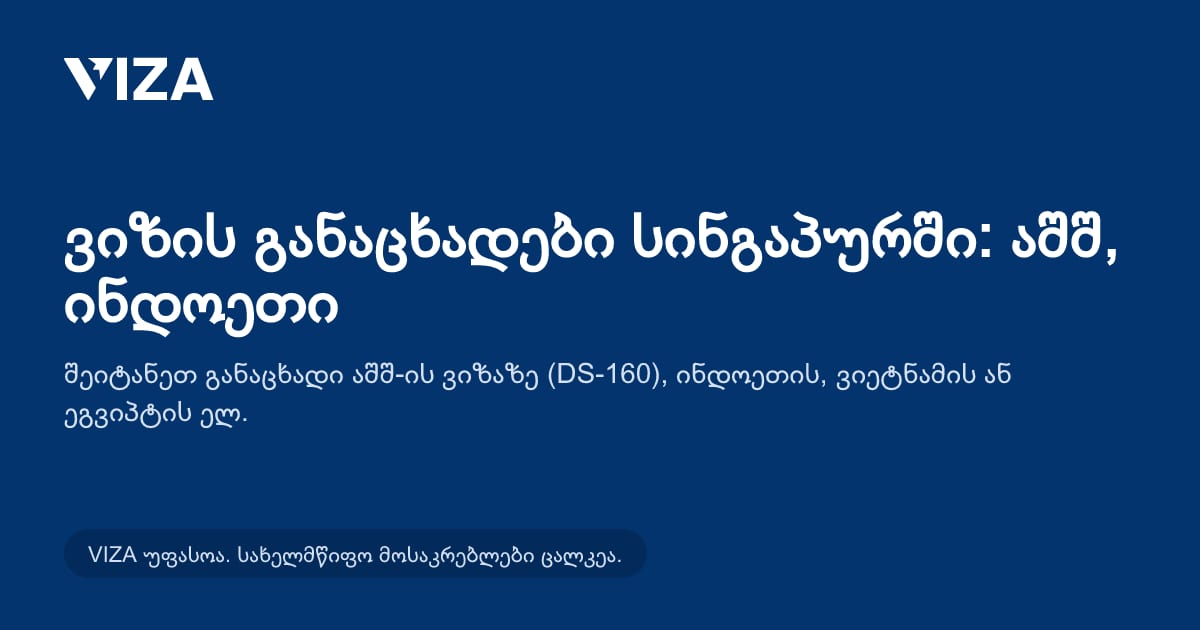 VIZA
ვიზის განაცხადები სინგაპურში: აშშ,
ინდოეთი
შეიტანეთ განაცხადი აშშ-ის ვიზაზე (DS-160), ინდოეთის, ვიეტნამის ან
ეგვიპტის ელ.
VIZA უფასოა. სახელმწიფო მოსაკრებლები ცალკეა.